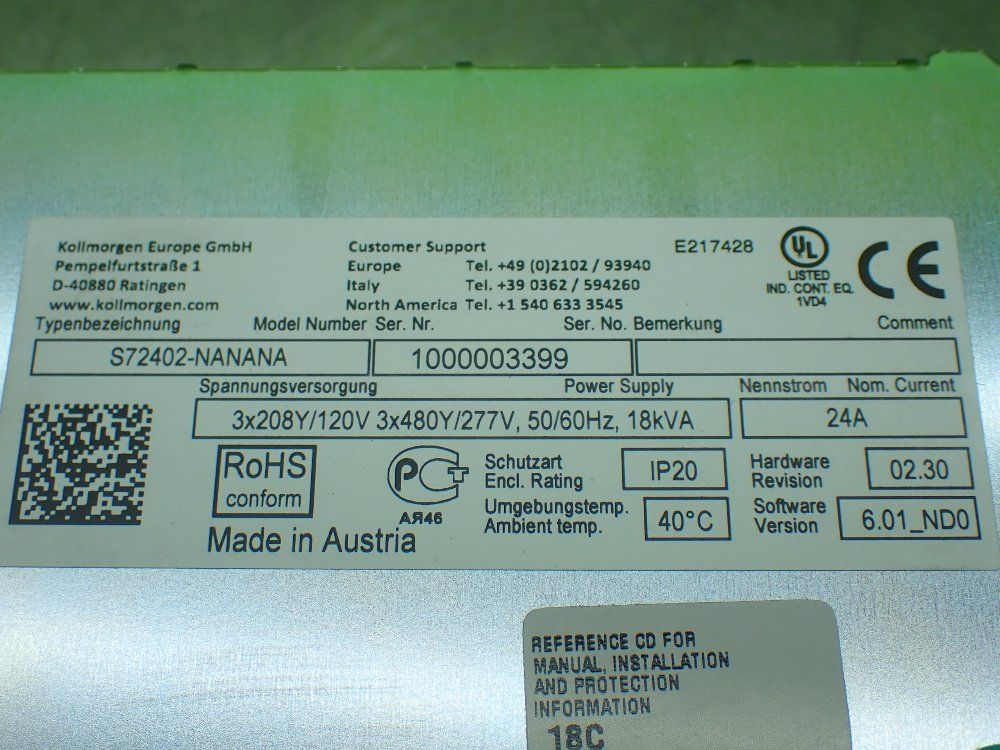 Kollmorgen Europe GmbH
Pempelfurtstraße 1
D-40880 Ratingen
www.kollmorgen.com
Customer Support
Europe Tel. +49 (0)2102 / 93940
Italy Tel. +39 0362 / 594260
North America Tel. +1 540 633 3545
E217428
UL
LISTED
IND. CONT. EQ.
1VD4
CE
Typenbezeichnung Model Number Ser. Nr. Ser. No. Bemerkung Comment
S72402-NANANA 1000003399
Spannungsversorgung Power Supply Nennstrom Nom. Current
3x208Y/120V 3x480Y/277V, 50/60Hz, 18kVA 24A
RoHS
conform
РСТ
АЯ46
Made in Austria
Schutzart
Encl. Rating
IP20
Umgebungstemp.
Ambient temp.
40°C
Hardware
Revision
02.30
Software
Version
6.01_ND0
REFERENCE CD FOR
MANUAL, INSTALLATION
AND PROTECTION
INFORMATION
18C